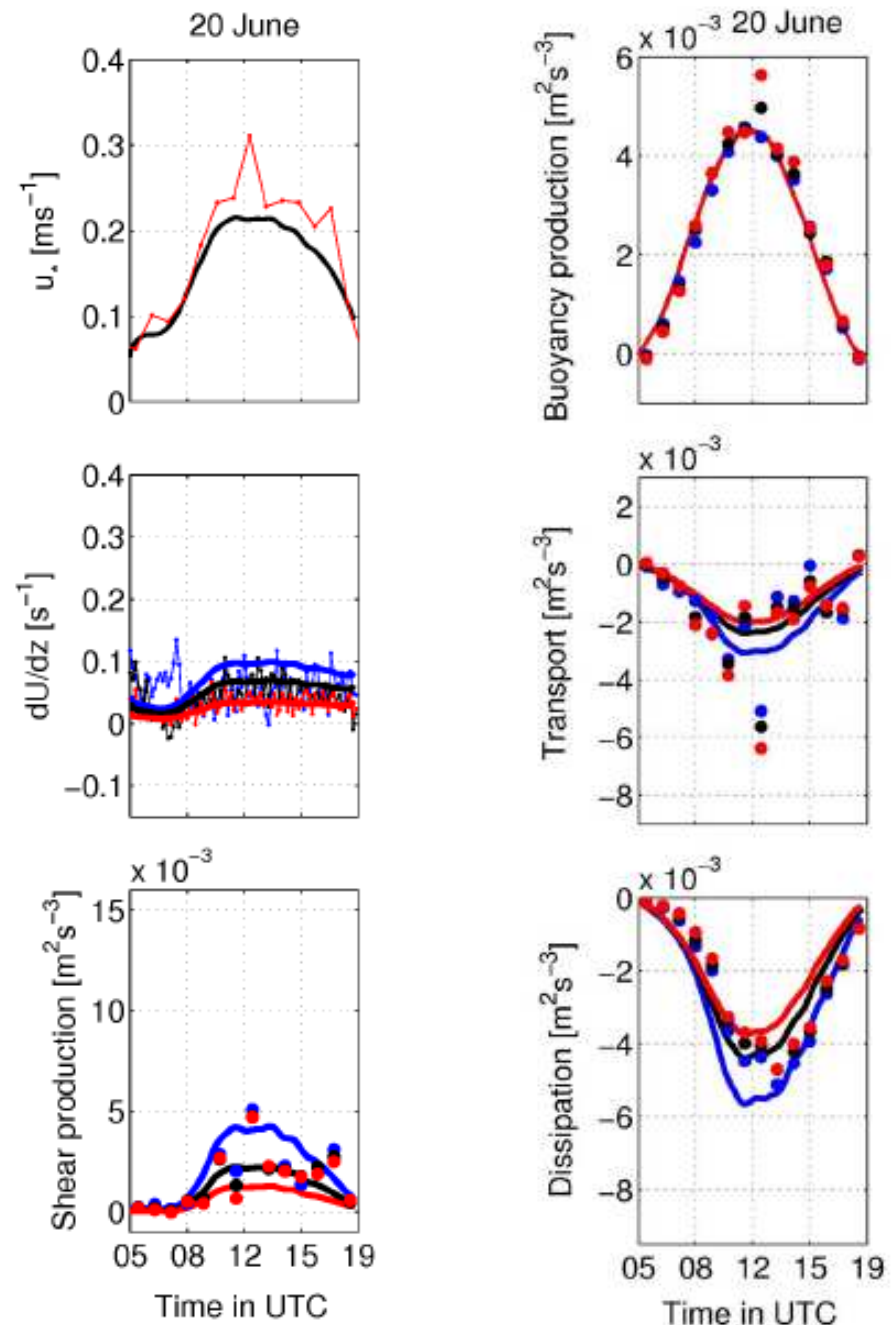 20 June
0.4
0.3
0.2
0.1
0
u* [ms⁻¹]
x 10⁻³ 20 June
6
4
2
0
Buoyancy production [m²s⁻³]
0.4
0.3
0.2
0.1
0
−0.1
dU/dz [s⁻¹]
x 10⁻³
2
0
−2
−4
−6
−8
Transport [m²s⁻³]
x 10⁻³
15
10
5
0
Shear production [m²s⁻³]
05 08 12 15 19
Time in UTC
x 10⁻³
0
−2
−4
−6
−8
Dissipation [m²s⁻³]
05 08 12 15 19
Time in UTC